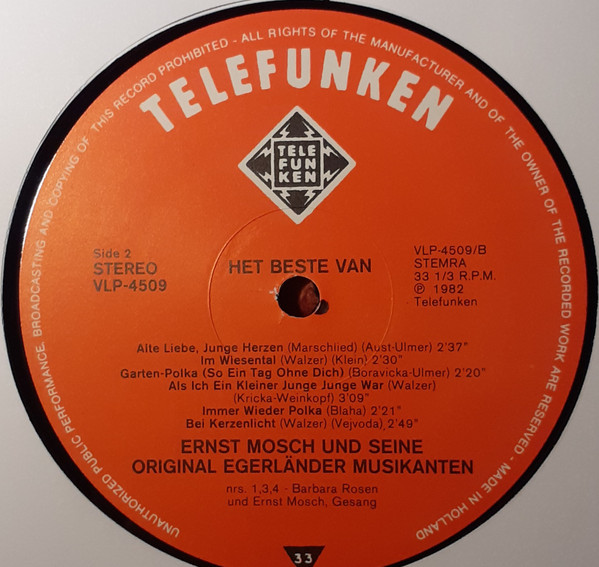 UNAUTHORIZED PUBLIC PERFORMANCE, BROADCASTING AND COPYING OF THIS RECORD PROHIBITED - ALL RIGHTS OF THE MANUFACTURER AND OF THE OWNER OF THE RECORDED WORK ARE RESERVED - MADE IN HOLLAND
TELEFUNKEN
TELE
FUN
KEN
Side 2
STEREO
VLP-4509
HET BESTE VAN
VLP-4509/B
STEMRA
33 1/3 R.P.M.
℗ 1982
Telefunken
Alte Liebe, Junge Herzen (Marschlied) (Aust-Ulmer) 2'37"
Im Wiesental (Walzer) (Klein) 2'30"
Garten-Polka (So Ein Tag Ohne Dich) (Boravicka-Ulmer) 2'20"
Als Ich Ein Kleiner Junge Junge War (Walzer)
(Kricka-Weinkopf) 3'09"
Immer Wieder Polka (Blaha) 2'21"
Bei Kerzenlicht (Walzer) (Vejvoda) 2'49"
ERNST MOSCH UND SEINE
ORIGINAL EGERLÄNDER MUSIKANTEN
nrs. 1,3,4 - Barbara Rosen
und Ernst Mosch, Gesang
33